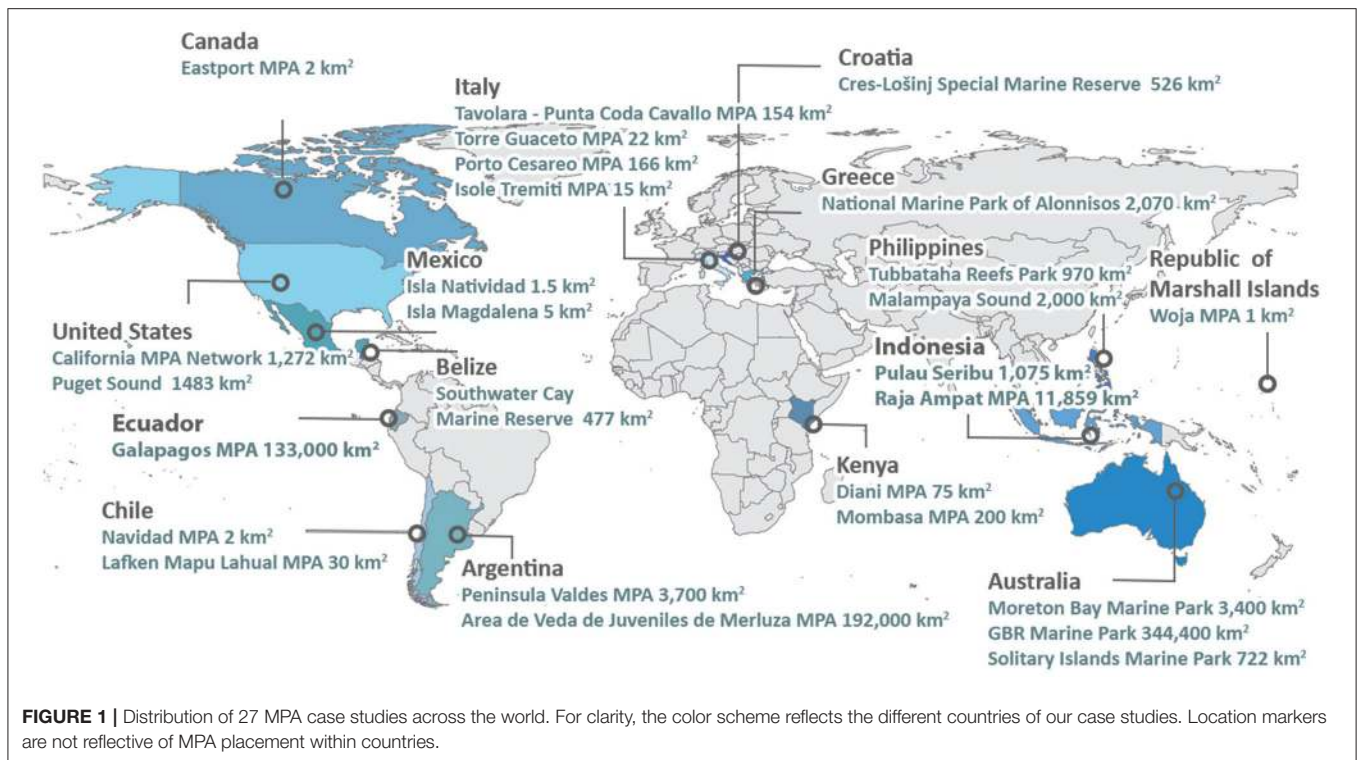 Canada
Eastport MPA 2 km²
Italy
Tavolara - Punta Coda Cavallo MPA 154 km²
Torre Guaceto MPA 22 km²
Porto Cesareo MPA 166 km²
Isole Tremiti MPA 15 km²
Croatia
Cres-Lošinj Special Marine Reserve 526 km²
Greece
National Marine Park of Alonnisos 2,070 km²
Philippines
Tubbataha Reefs Park 970 km²
Malampaya Sound 2,000 km²
Republic of
Marshall Islands
Woja MPA 1 km²
Mexico
Isla Natividad 1.5 km²
Isla Magdalena 5 km²
United States
California MPA Network 1,272 km²
Puget Sound 1483 km²
Belize
Southwater Cay
Marine Reserve 477 km²
Indonesia
Pulau Seribu 1,075 km²
Raja Ampat MPA 11,859 km²
Ecuador
Galapagos MPA 133,000 km²
Kenya
Diani MPA 75 km²
Mombasa MPA 200 km²
Chile
Navidad MPA 2 km²
Lafken Mapu Lahual MPA 30 km²
Argentina
Peninsula Valdes MPA 3,700 km²
Area de Veda de Juveniles de Merluza MPA 192,000 km²
Australia
Moreton Bay Marine Park 3,400 km²
GBR Marine Park 344,400 km²
Solitary Islands Marine Park 722 km²
FIGURE 1 | Distribution of 27 MPA case studies across the world. For clarity, the color scheme reflects the different countries of our case studies. Location markers
are not reflective of MPA placement within countries.